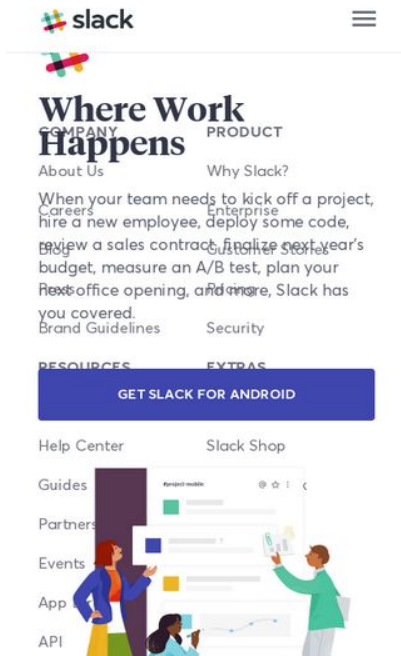 slack
Where Work
Happens
COMPANY
PRODUCT
About Us
Why Slack?
When your team needs to kick off a project,
Careers
Enterprise
hire a new employee, deploy some code,
Blog
Customer Stories
review a sales contract, finalize next year's
budget, measure an A/B test, plan your
Press
Pricing
next office opening, and more, Slack has
you covered.
Brand Guidelines
Security
RESOURCES
EXTRAS
GET SLACK FOR ANDROID
Help Center
Slack Shop
#project-mobile
Guides
Partners
Events
App
API